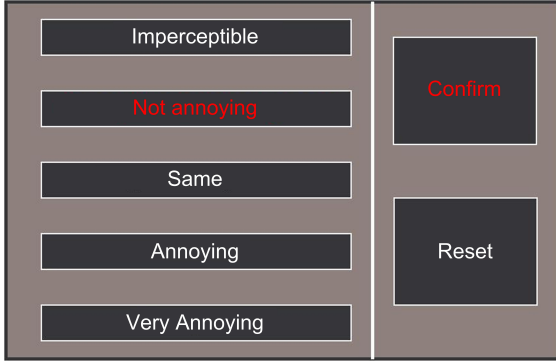 Imperceptible
Not annoying
Same
Annoying
Very Annoying
Confirm
Reset